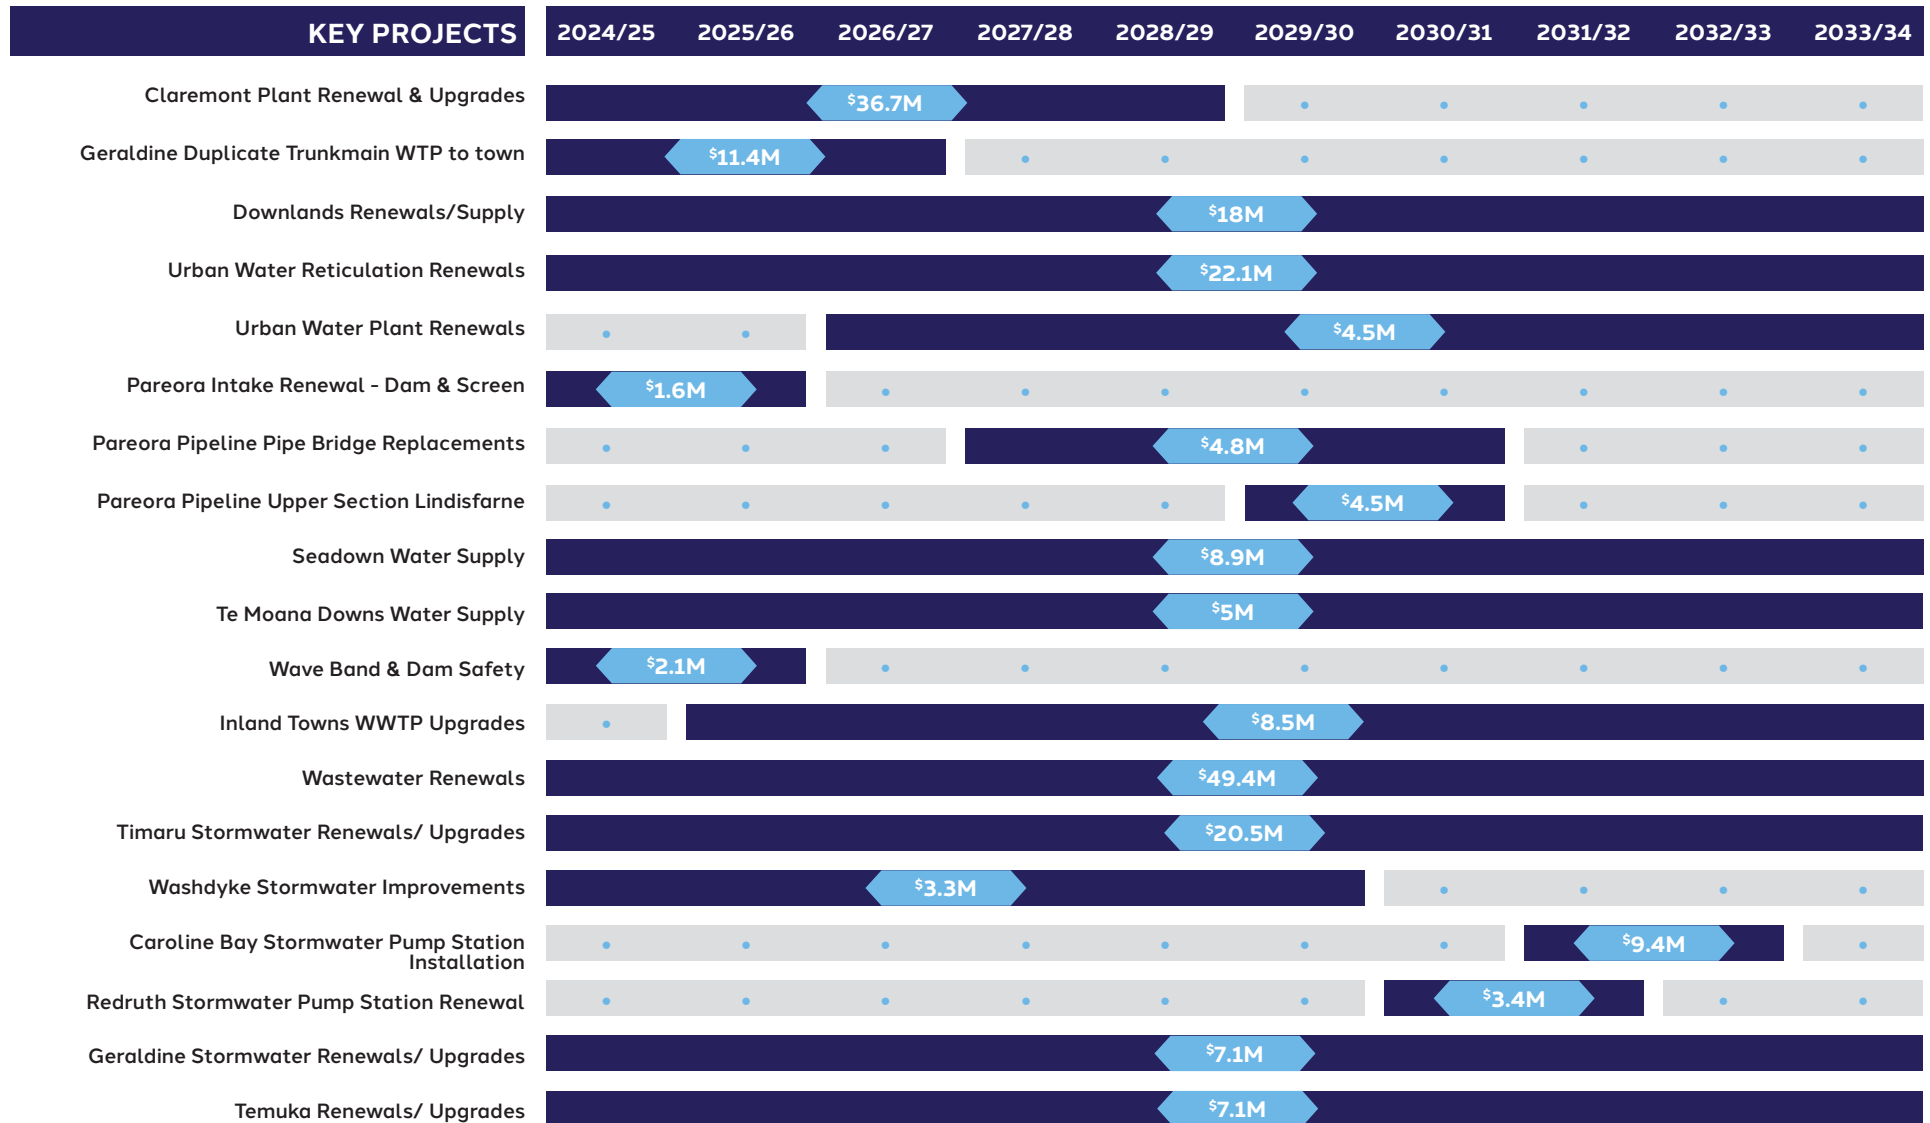 KEY PROJECTS 2024/25 2025/26 2026/27 2027/28 2028/29 2029/30 2030/31 2031/32 2032/33 2033/34
Claremont Plant Renewal & Upgrades $36.7M
Geraldine Duplicate Trunkmain WTP to town $11.4M
Downlands Renewals/Supply $18M
Urban Water Reticulation Renewals $22.1M
Urban Water Plant Renewals $4.5M
Pareora Intake Renewal - Dam & Screen $1.6M
Pareora Pipeline Pipe Bridge Replacements $4.8M
Pareora Pipeline Upper Section Lindisfarne $4.5M
Seadown Water Supply $8.9M
Te Moana Downs Water Supply $5M
Wave Band & Dam Safety $2.1M
Inland Towns WWTP Upgrades $8.5M
Wastewater Renewals $49.4M
Timaru Stormwater Renewals/ Upgrades $20.5M
Washdyke Stormwater Improvements $3.3M
Caroline Bay Stormwater Pump Station $9.4M
Installation
Redruth Stormwater Pump Station Renewal $3.4M
Geraldine Stormwater Renewals/ Upgrades $7.1M
Temuka Renewals/ Upgrades $7.1M